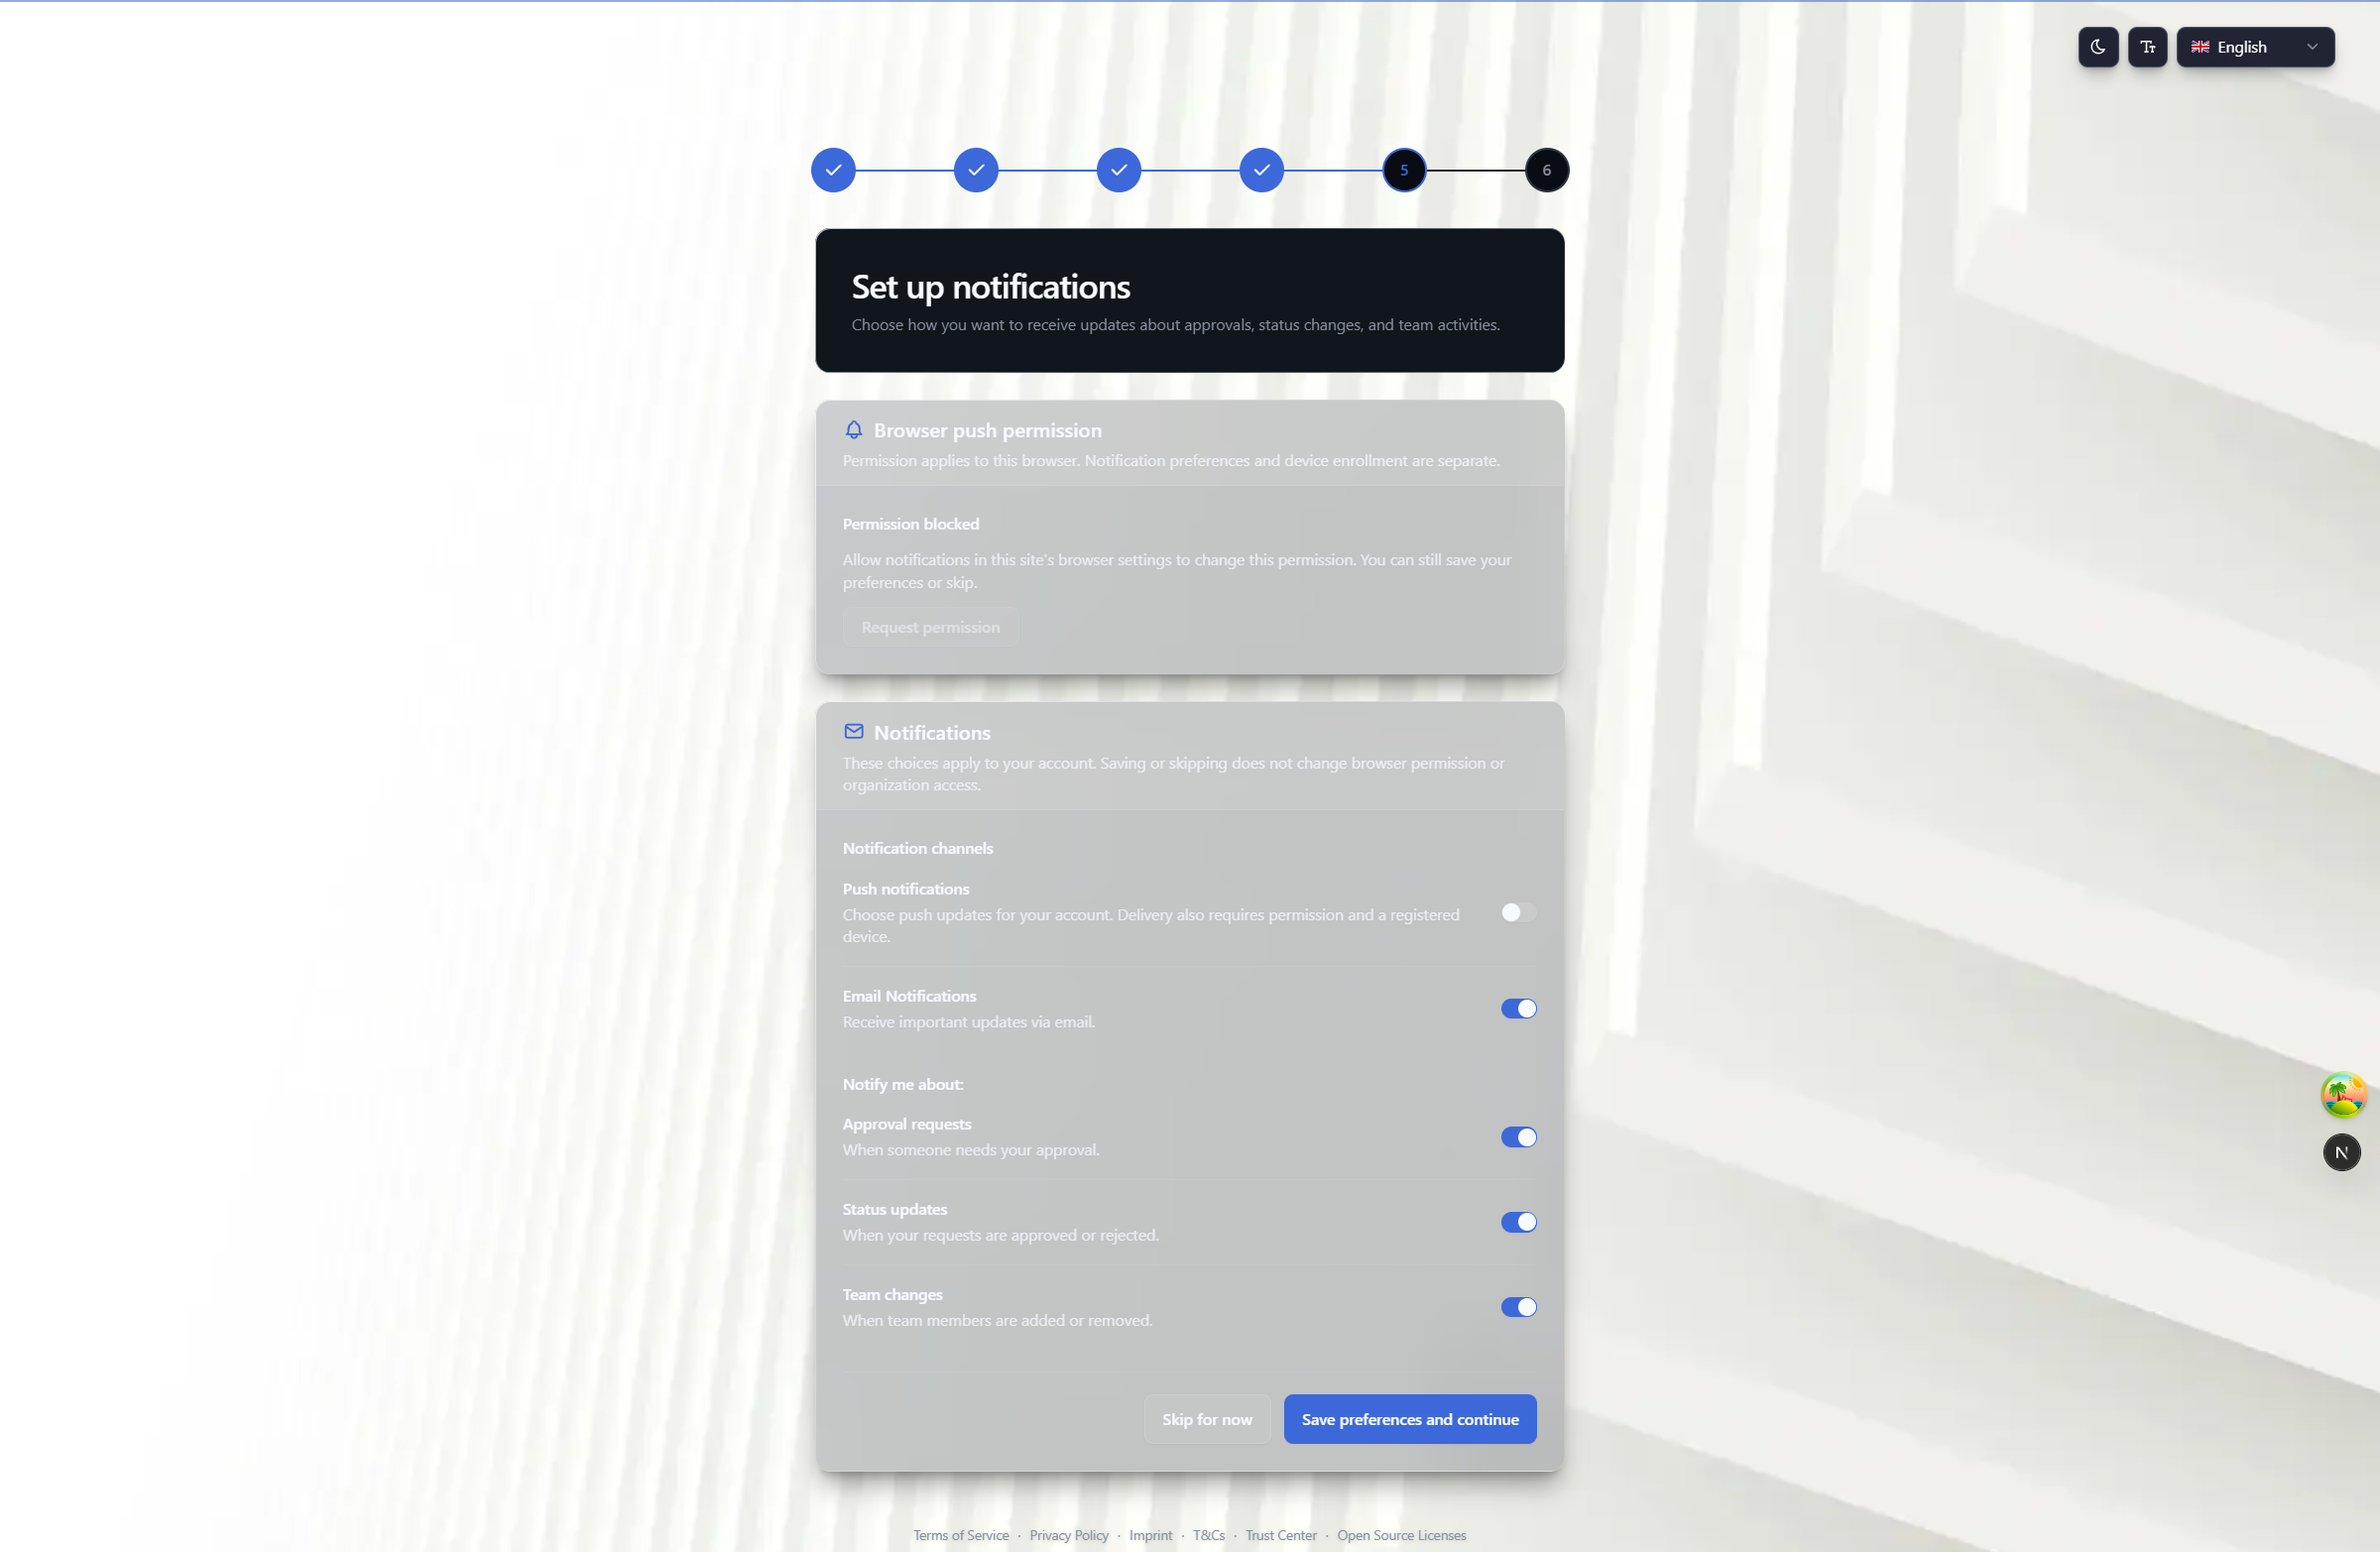 English
5
6
Set up notifications
Choose how you want to receive updates about approvals, status changes, and team activities.
Browser push permission
Permission applies to this browser. Notification preferences and device enrollment are separate.
Permission blocked
Allow notifications in this site's browser settings to change this permission. You can still save your
preferences or skip.
Request permission
Notifications
These choices apply to your account. Saving or skipping does not change browser permission or
organization access.
Notification channels
Push notifications
Choose push updates for your account. Delivery also requires permission and a registered
device.
Email Notifications
Receive important updates via email.
Notify me about:
Approval requests
When someone needs your approval.
Status updates
When your requests are approved or rejected.
Team changes
When team members are added or removed.
Skip for now
Save preferences and continue
Terms of Service · Privacy Policy · Imprint · T&Cs · Trust Center · Open Source Licenses
N